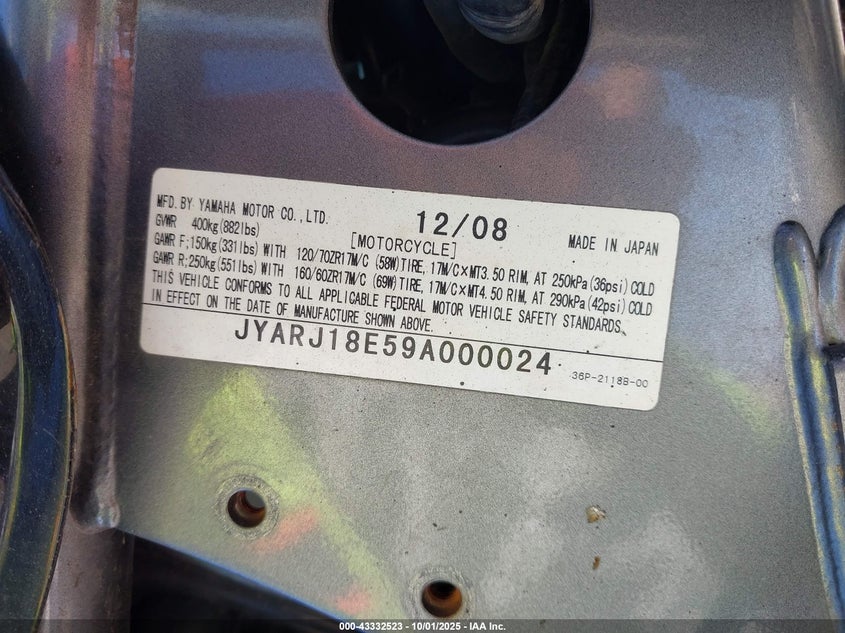 MFD. BY YAMAHA MOTOR CO., LTD. 12/08 MADE IN JAPAN
GVWR 400kg(882lbs) [MOTORCYCLE]
GAWR F;150kg(331lbs) WITH 120/70ZR17M/C (58W)TIRE, 17M/C×MT3.50 RIM, AT 250kPa(36psi)COLD
GAWR R;250kg(551lbs) WITH 160/60ZR17M/C (69W)TIRE, 17M/C×MT4.50 RIM, AT 290kPa(42psi)COLD
THIS VEHICLE CONFORMS TO ALL APPLICABLE FEDERAL MOTOR VEHICLE SAFETY STANDARDS
IN EFFECT ON THE DATE OF MANUFACTURE SHOWN ABOVE.
JYARJ18E59A000024 36P-2118B-00
000-43332523 - 10/01/2025 - IAA Inc.